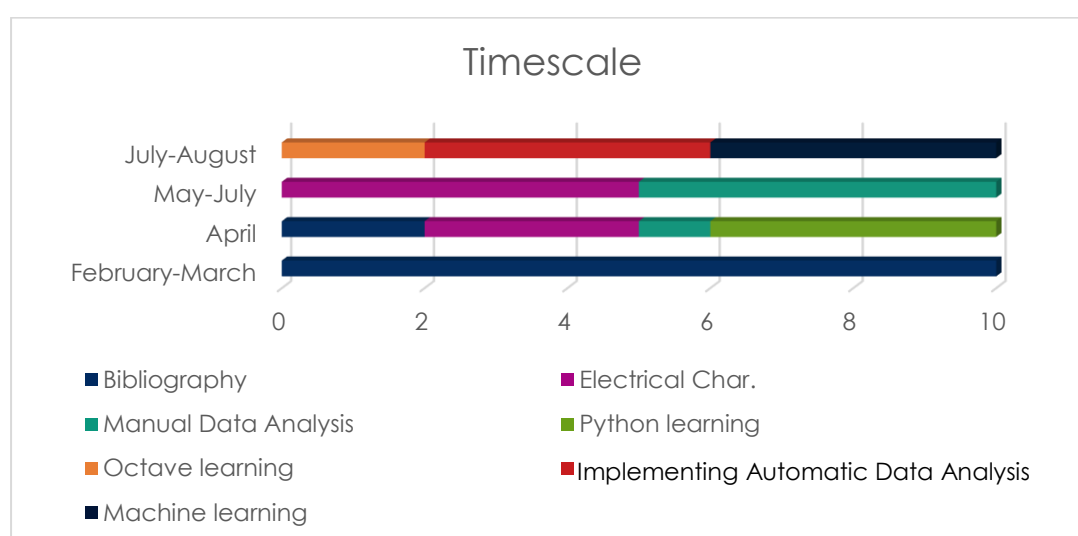 Timescale
July-August
May-July
April
February-March
0 2 4 6 8 10
Bibliography Electrical Char.
Manual Data Analysis Python learning
Octave learning Implementing Automatic Data Analysis
Machine learning